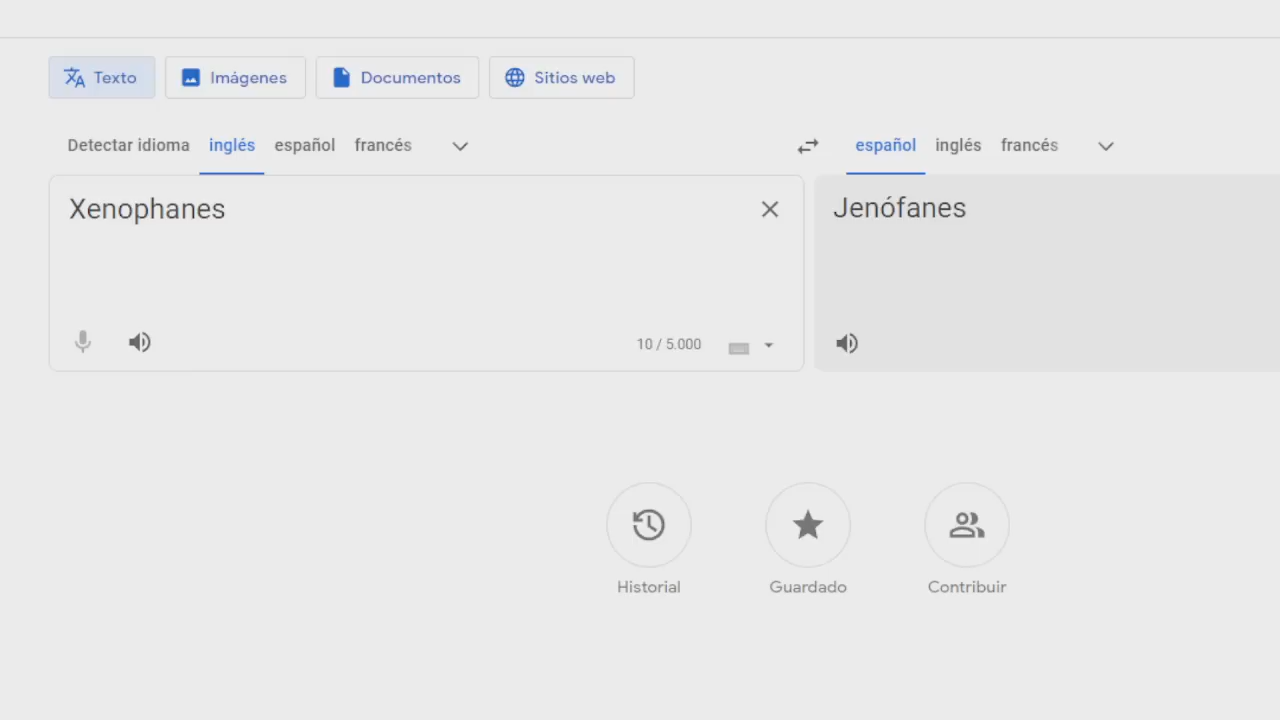 Texto Imágenes Documentos Sitios web
Detectar idioma inglés español francés español inglés francés
Xenophanes
Jenófanes
10 / 5.000
Historial Guardado Contribuir